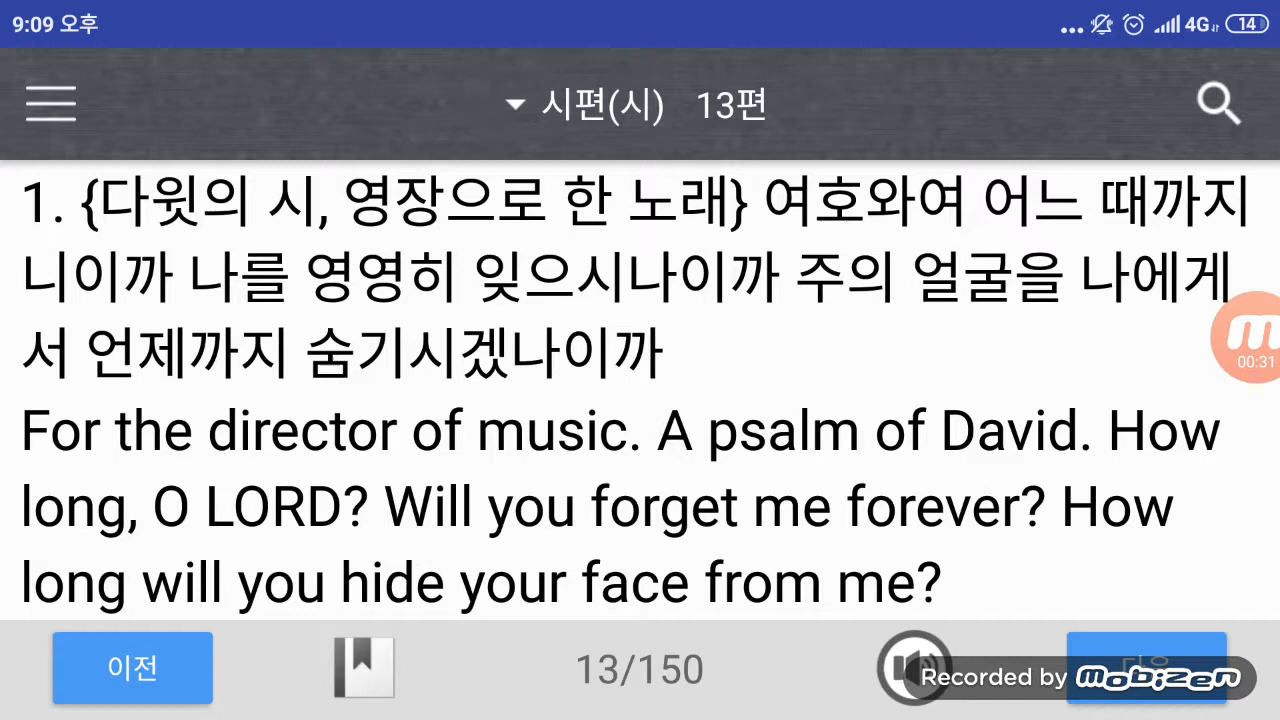 9:09 오후
4G
14
시편(시) 13편
1. {다윗의 시, 영장으로 한 노래} 여호와여 어느 때까지
니이까 나를 영영히 잊으시나이까 주의 얼굴을 나에게
서 언제까지 숨기시겠나이까
00:31
For the director of music. A psalm of David. How
long, O LORD? Will you forget me forever? How
long will you hide your face from me?
이전
13/150
다음
Recorded by mobizen